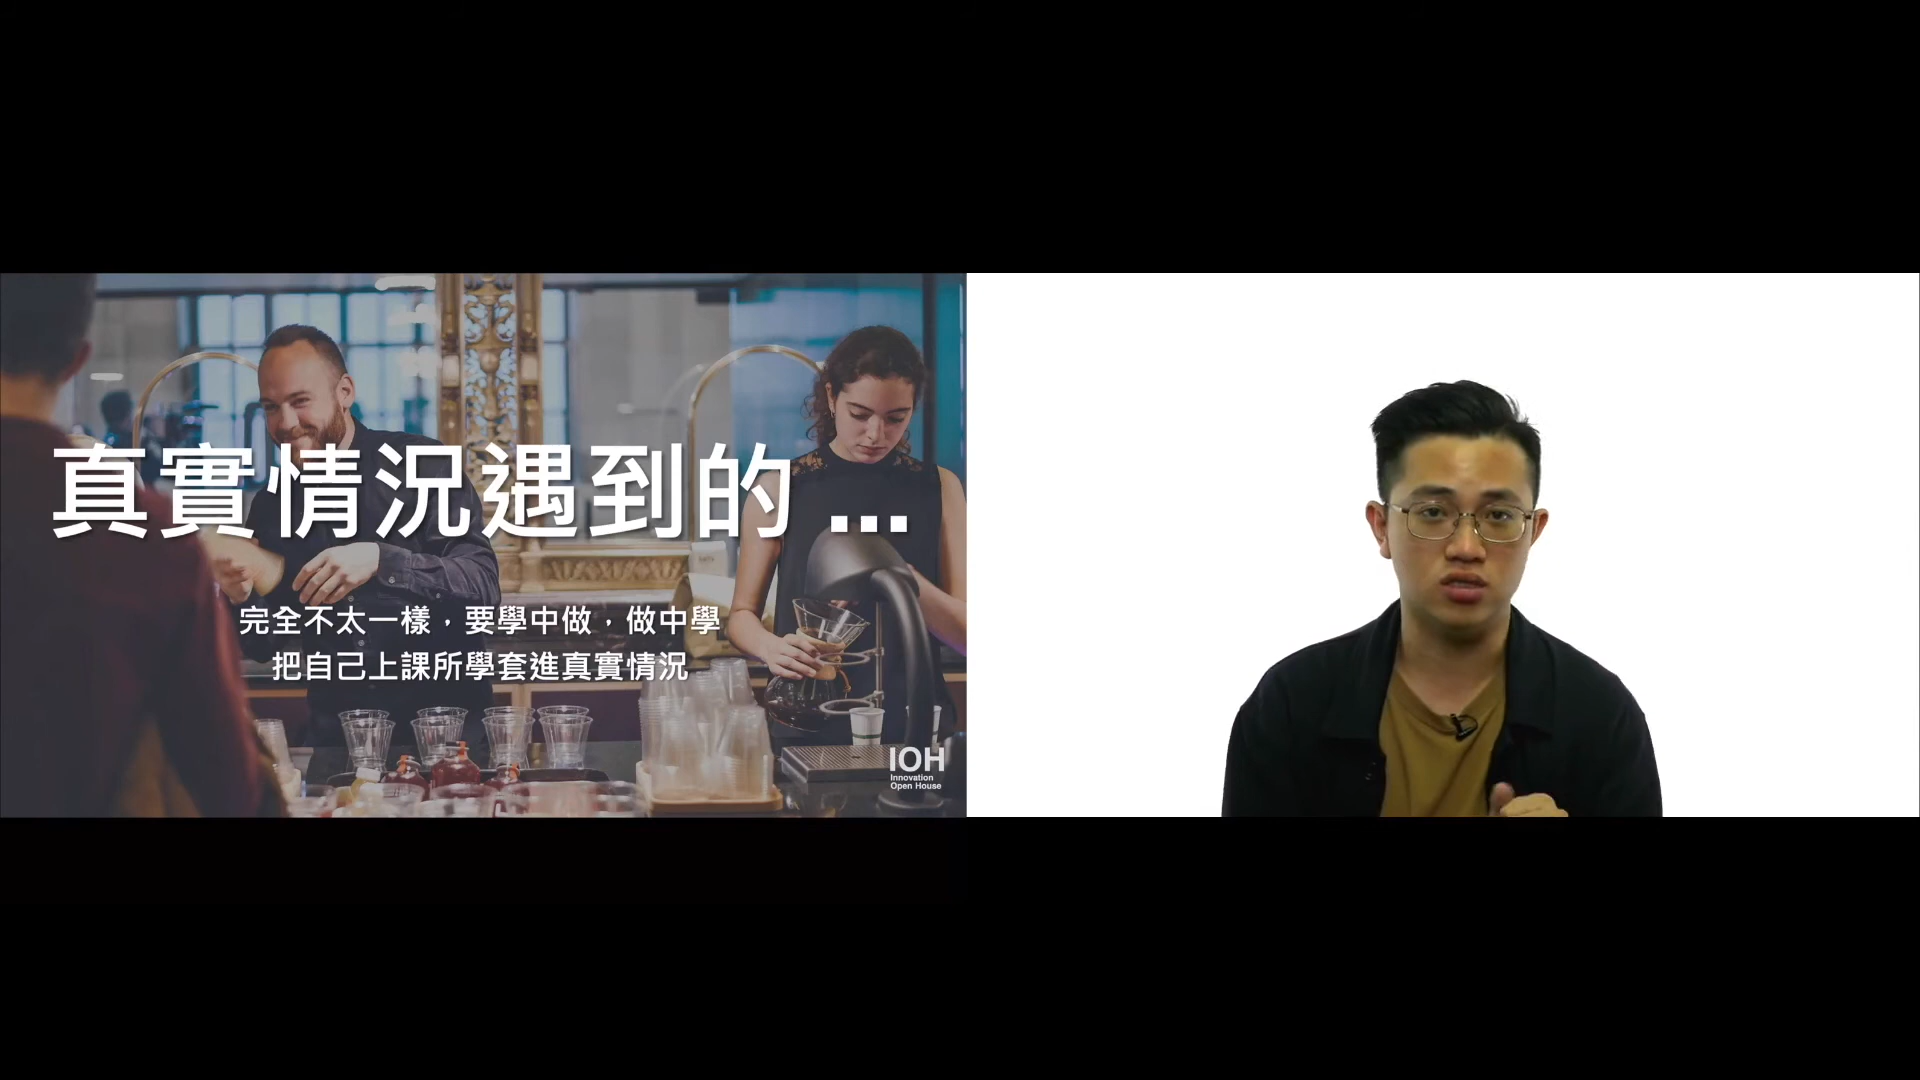 真實情況遇到的...
完全不太一樣，要學中做，做中學
把自己上課所學套進真實情況
IOH
Innovation
Open House